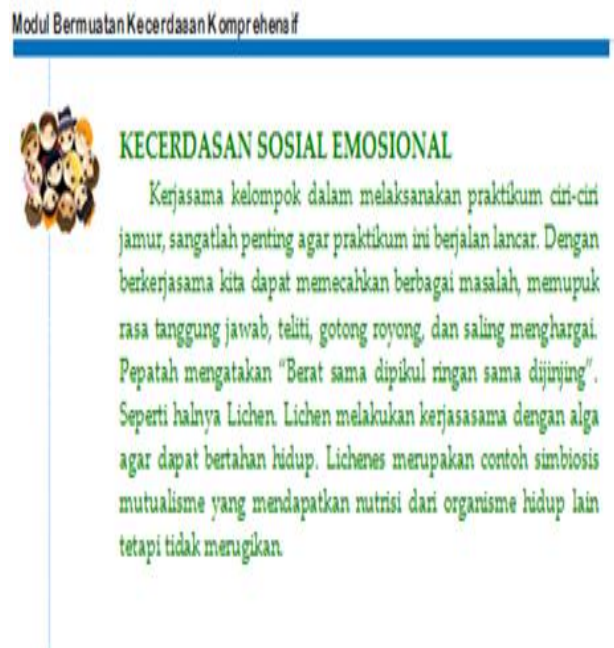 Modul Bermuatan Kecerdasan Komprehensif
KECERDASAN SOSIAL EMOSIONAL
Kerjasama kelompok dalam melaksanakan praktikum ciri-ciri
jamur, sangatlah penting agar praktikum ini berjalan lancar. Dengan
berkerjasama kita dapat memecahkan berbagai masalah, memupuk
rasa tanggung jawab, teliti, gotong royong, dan saling menghargai.
Pepatah mengatakan “Berat sama dipikul ringan sama dijinjing”.
Seperti halnya Lichen. Lichen melakukan kerjasasama dengan alga
agar dapat bertahan hidup. Lichenes merupakan contoh simbiosis
mutualisme yang mendapatkan nutrisi dari organisme hidup lain
tetapi tidak merugikan.